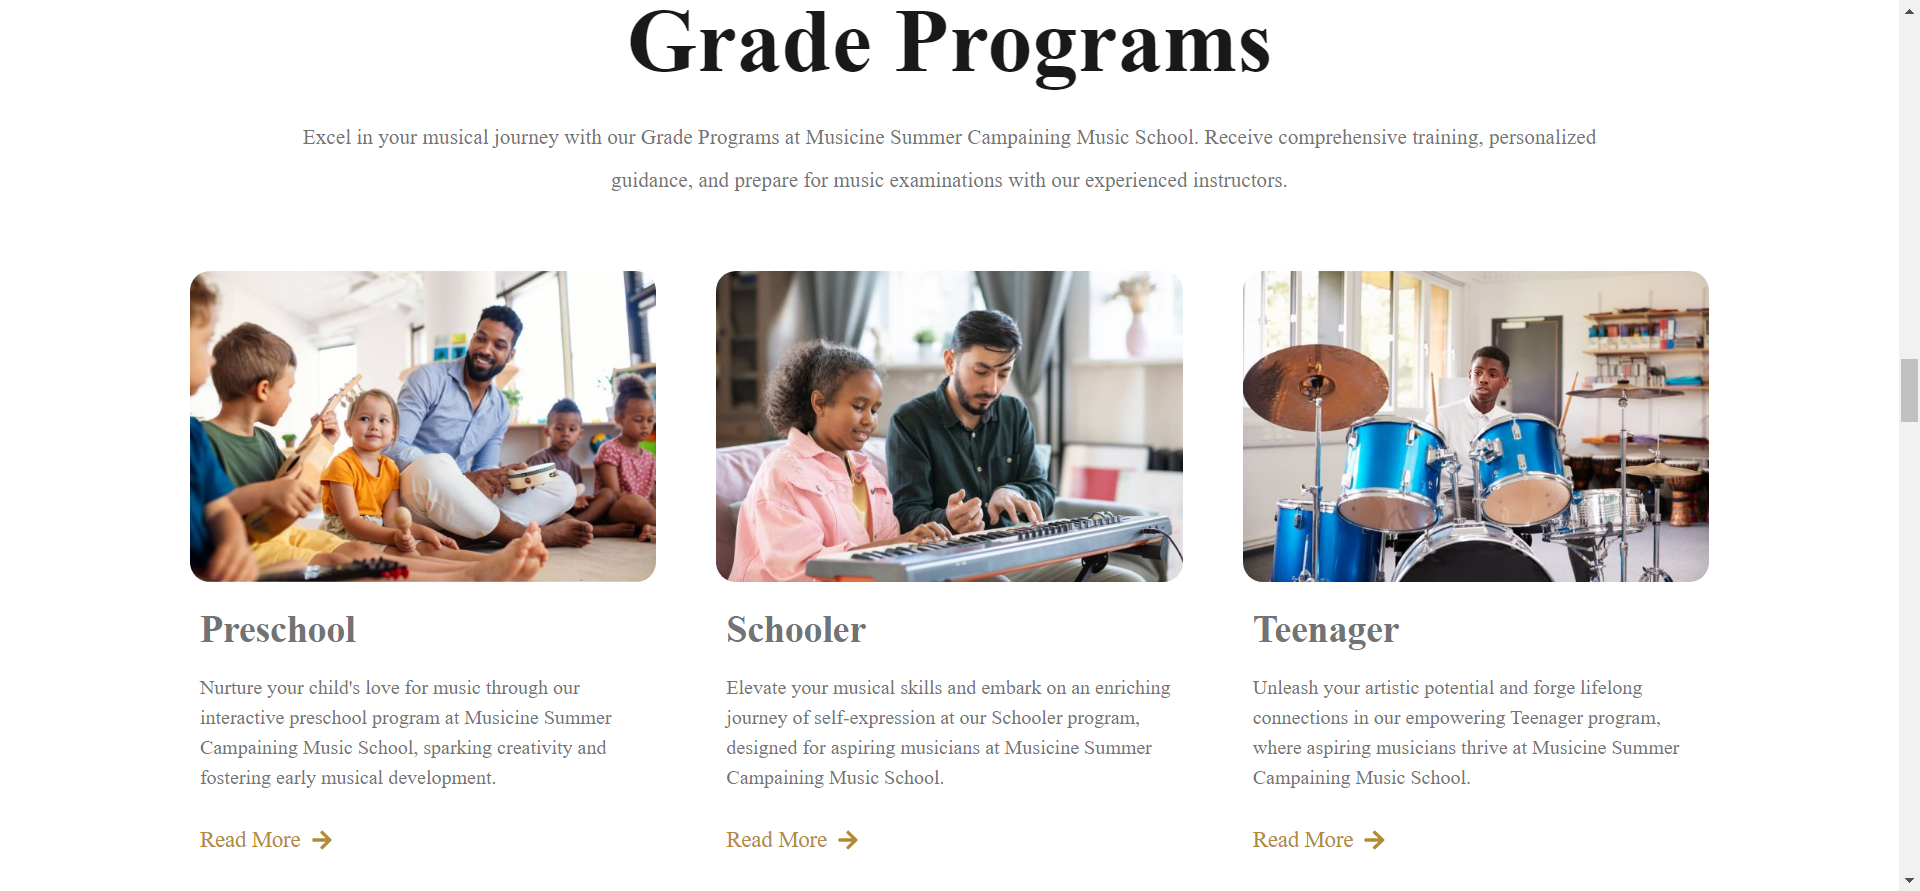 Grade Programs
Excel in your musical journey with our Grade Programs at Musicine Summer Campaining Music School. Receive comprehensive training, personalized
guidance, and prepare for music examinations with our experienced instructors.
Preschool
Nurture your child's love for music through our
interactive preschool program at Musicine Summer
Campaining Music School, sparking creativity and
fostering early musical development.
Read More
Schooler
Elevate your musical skills and embark on an enriching
journey of self-expression at our Schooler program,
designed for aspiring musicians at Musicine Summer
Campaining Music School.
Read More
Teenager
Unleash your artistic potential and forge lifelong
connections in our empowering Teenager program,
where aspiring musicians thrive at Musicine Summer
Campaining Music School.
Read More